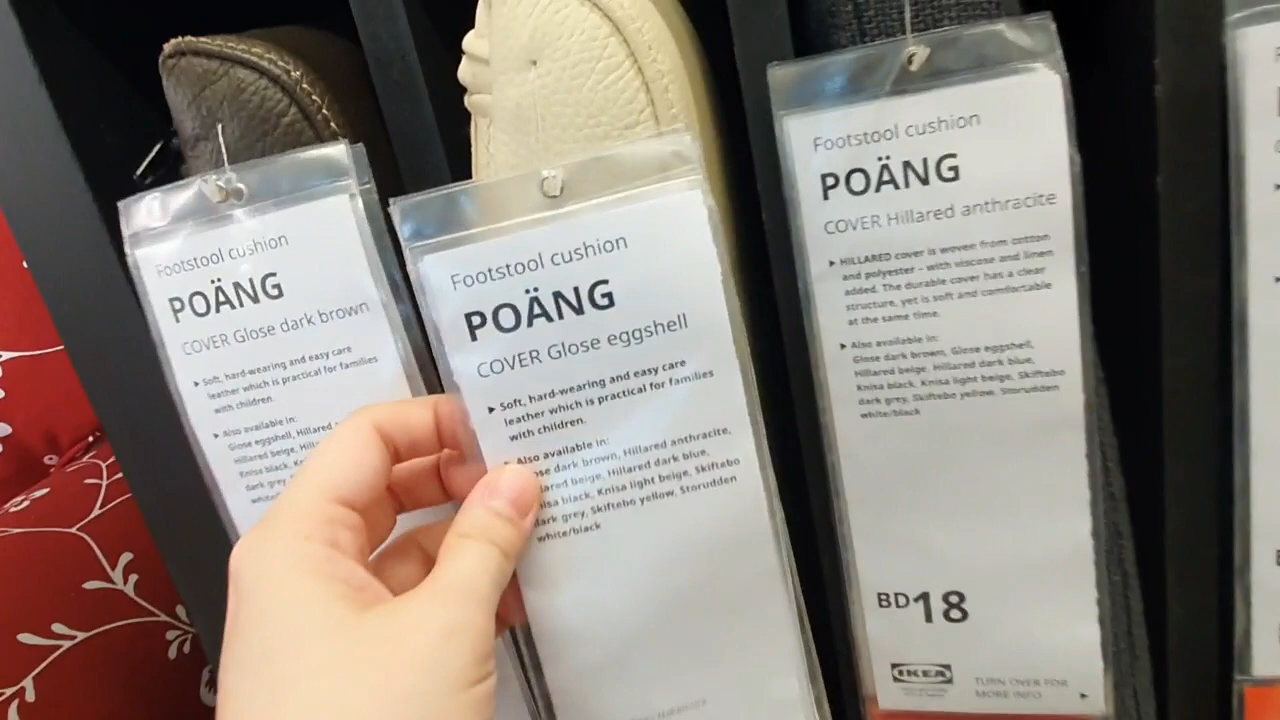 Footstool cushion
POÄNG
COVER Glose dark brown
▸ Soft, hard-wearing and easy care
leather which is practical for families
with children.
▸ Also available in:
Glose eggshell, Hillared
Hillared beige,
Knisa black,
dark grey
Footstool cushion
POÄNG
COVER Glose eggshell
▸ Soft, hard-wearing and easy care
leather which is practical for families
with children.
Also available in:
dark brown, Hillared anthracite,
beige, Hillared dark blue,
black, Knisa light beige, Skiftebo
dark grey, Skiftebo yellow, Storudden
white/black
Footstool cushion
POÄNG
COVER Hillared anthracite
▸ HILLARED cover is woven from cotton
and polyester – with viscose and linen
added. The durable cover has a clear
structure, yet is soft and comfortable
at the same time.
▸ Also available in:
Glose dark brown, Glose eggshell,
Hillared beige, Hillared dark blue,
Knisa black, Knisa light beige, Skiftebo
dark grey, Skiftebo yellow, Storudden
white/black
BD18
IKEA
TURN OVER FOR
MORE INFO